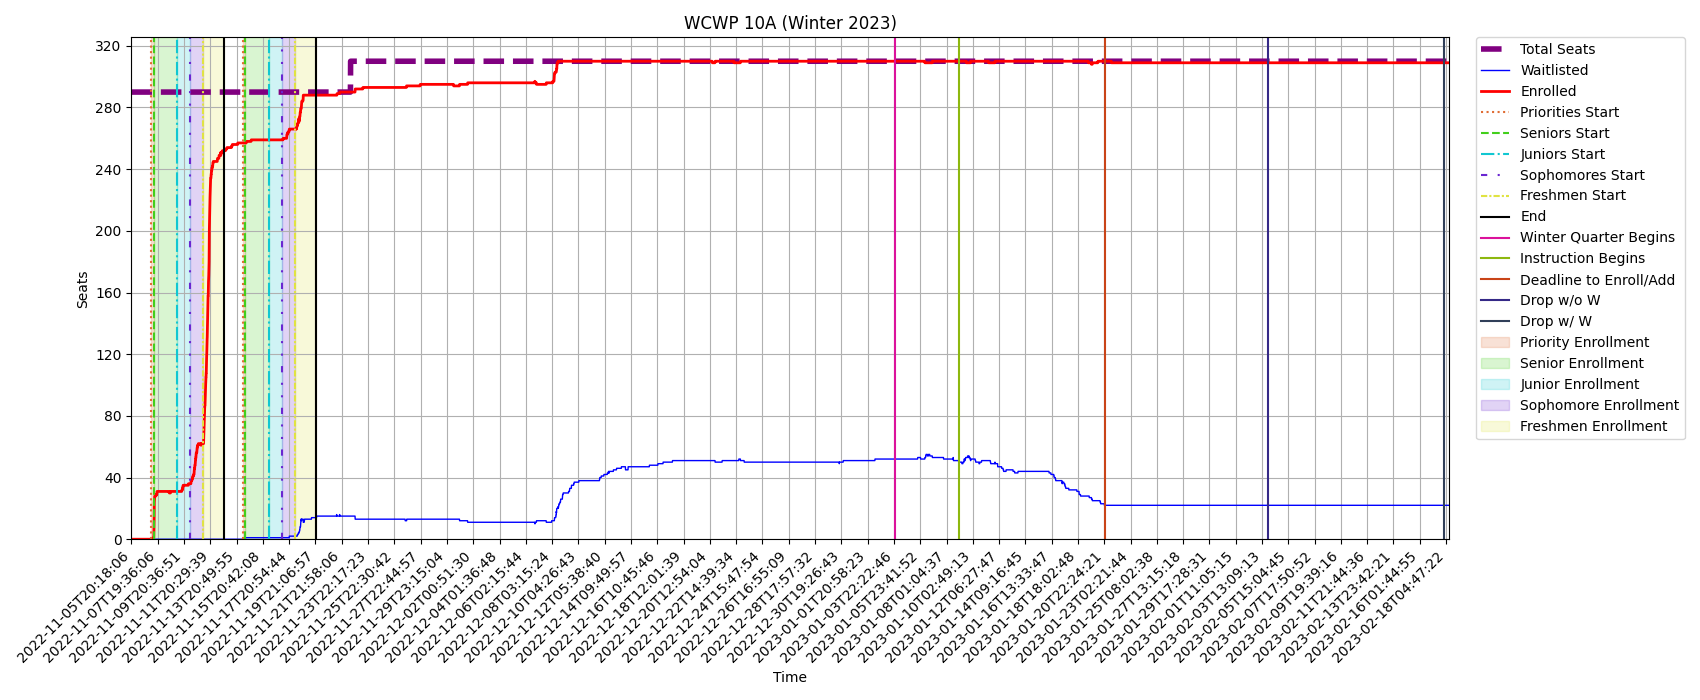 WCWP 10A (Winter 2023)
Seats
320
280
240
200
160
120
80
40
0
2022-11-05T20:18:06
2022-11-07T19:36:06
2022-11-09T20:36:51
2022-11-11T20:29:39
2022-11-13T20:49:55
2022-11-15T20:42:08
2022-11-17T20:54:44
2022-11-19T21:06:57
2022-11-21T21:58:06
2022-11-23T22:17:23
2022-11-25T22:30:42
2022-11-27T22:44:57
2022-11-29T23:15:04
2022-12-02T00:51:30
2022-12-04T01:36:48
2022-12-06T02:15:44
2022-12-08T03:15:24
2022-12-10T04:26:43
2022-12-12T05:38:40
2022-12-14T09:49:57
2022-12-16T10:45:46
2022-12-18T12:01:39
2022-12-20T12:54:04
2022-12-22T14:39:34
2022-12-24T15:47:54
2022-12-26T16:55:09
2022-12-28T17:57:32
2022-12-30T19:26:43
2023-01-01T20:58:23
2023-01-03T22:22:46
2023-01-05T23:41:52
2023-01-08T01:04:37
2023-01-10T02:49:13
2023-01-12T06:27:47
2023-01-14T09:16:45
2023-01-16T13:33:47
2023-01-18T18:02:48
2023-01-20T22:24:21
2023-01-23T03:21:44
2023-01-25T08:02:38
2023-01-27T13:15:18
2023-01-29T17:28:31
2023-02-01T11:05:15
2023-02-03T13:09:13
2023-02-05T15:04:45
2023-02-07T17:50:52
2023-02-09T19:39:16
2023-02-11T21:44:36
2023-02-13T23:42:21
2023-02-16T01:44:55
2023-02-18T04:47:22
Time
Total Seats
Waitlisted
Enrolled
Priorities Start
Seniors Start
Juniors Start
Sophomores Start
Freshmen Start
End
Winter Quarter Begins
Instruction Begins
Deadline to Enroll/Add
Drop w/o W
Drop w/ W
Priority Enrollment
Senior Enrollment
Junior Enrollment
Sophomore Enrollment
Freshmen Enrollment